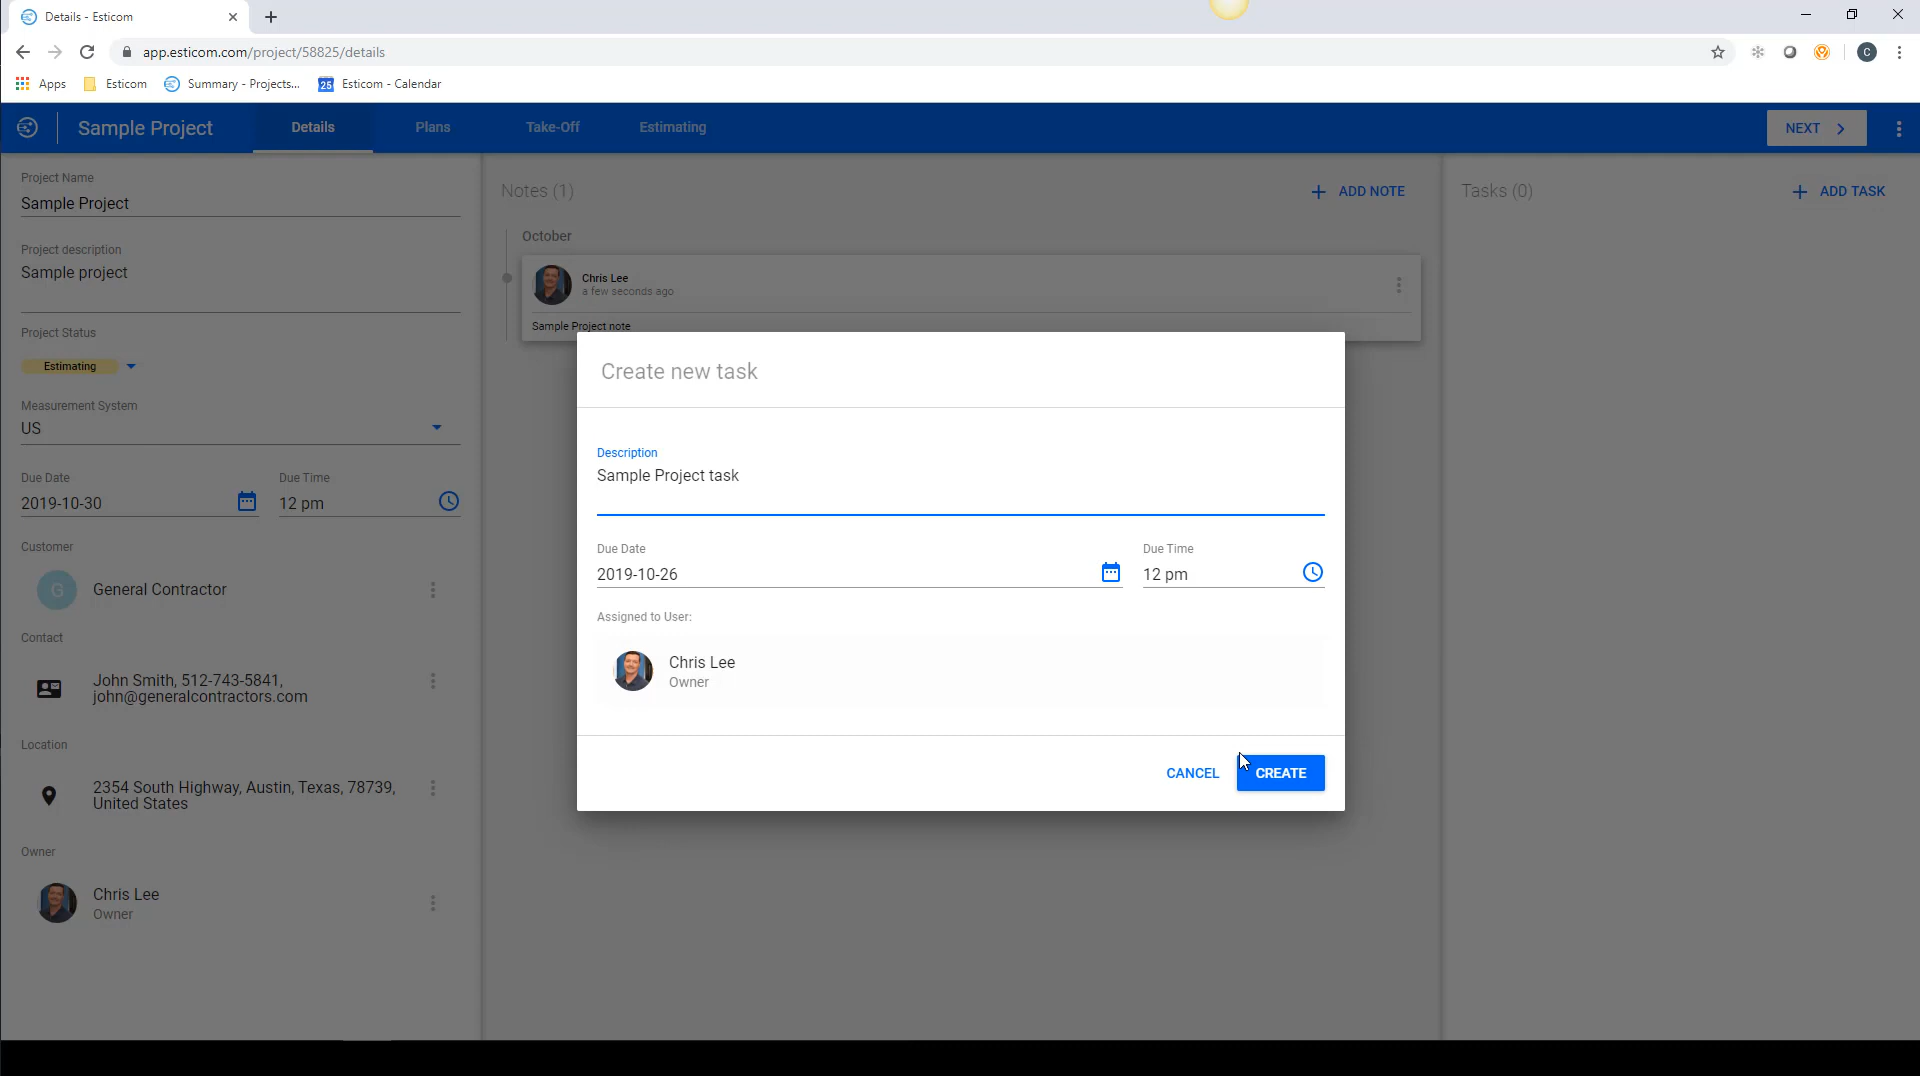 Details - Esticom
app.esticom.com/project/58825/details
C
Apps
Esticom
Summary - Projects...
25
Esticom - Calendar
Sample Project
Details
Plans
Take-Off
Estimating
NEXT
Project Name
Sample Project
Project description
Sample project
Project Status
Estimating
Measurement System
US
Due Date
Due Time
2019-10-30
12 pm
Customer
G
General Contractor
Contact
John Smith, 512-743-5841,
john@generalcontractors.com
Location
2354 South Highway, Austin, Texas, 78739,
United States
Owner
Chris Lee
Owner
Notes (1)
ADD NOTE
October
Chris Lee
a few seconds ago
Sample Project note
Tasks (0)
ADD TASK
Create new task
Description
Sample Project task
Due Date
Due Time
2019-10-26
12 pm
Assigned to User:
Chris Lee
Owner
CANCEL
CREATE